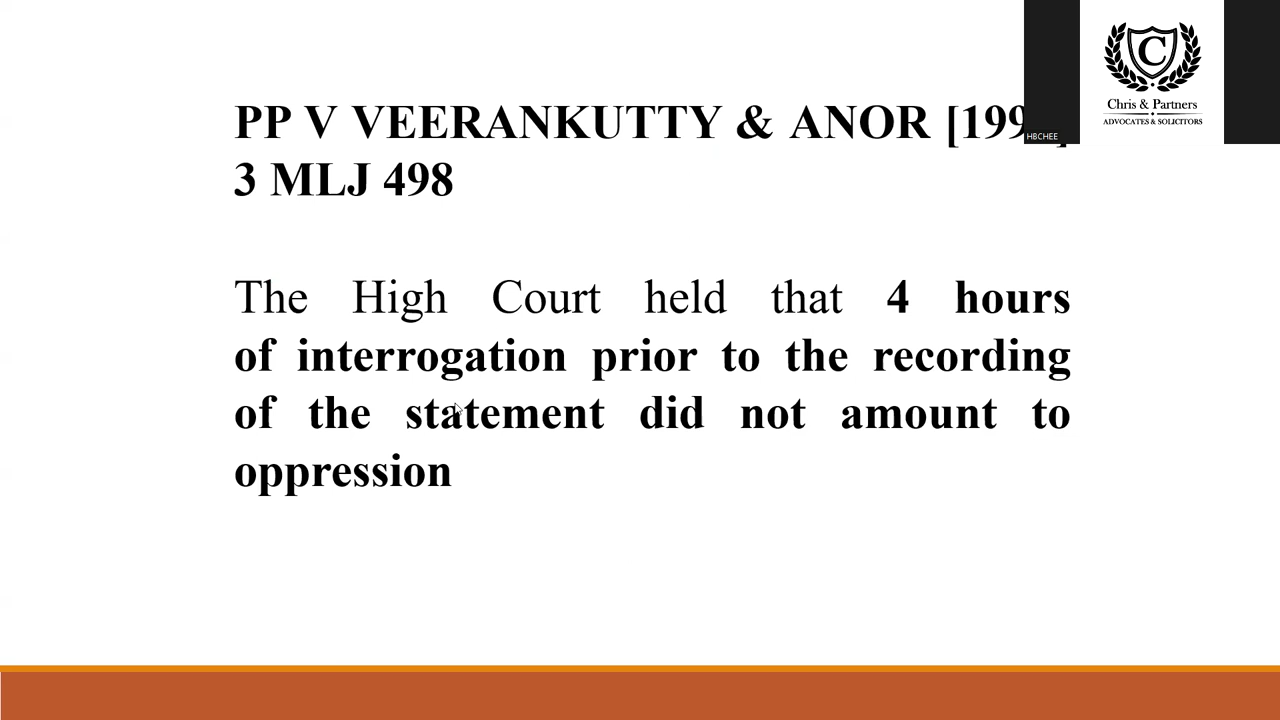 PP V VEERANKUTTY & ANOR [199
3 MLJ 498
The High Court held that 4 hours
of interrogation prior to the recording
of the statement did not amount to
oppression
C
Chris & Partners
ADVOCATES & SOLICITORS
HBCHEE